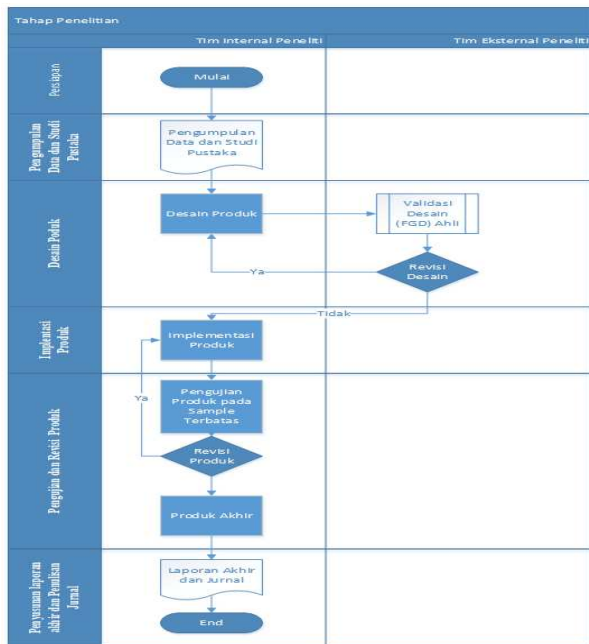 Tahap Penelitian
Tim Internal Peneliti
Tim Eksternal Peneliti
Persiapan
Mulai
Pengumpulan
Data dan Studi
Pustaka
Pengumpulan
Data dan Studi
Pustaka
Desain Poduk
Desain Produk
Validasi
Desain
(FGD) Ahli
Revisi
Desain
Ya
Tidak
Implentasi
Produk
Implementasi
Produk
Pengujian dan Revisi Produk
Ya
Pengujian
Produk pada
Sample
Terbatas
Revisi
Produk
Produk Akhir
Penyusunan laporan
akhir dan Penulisan
Jurnal
Laporan Akhir
dan Jurnal
End